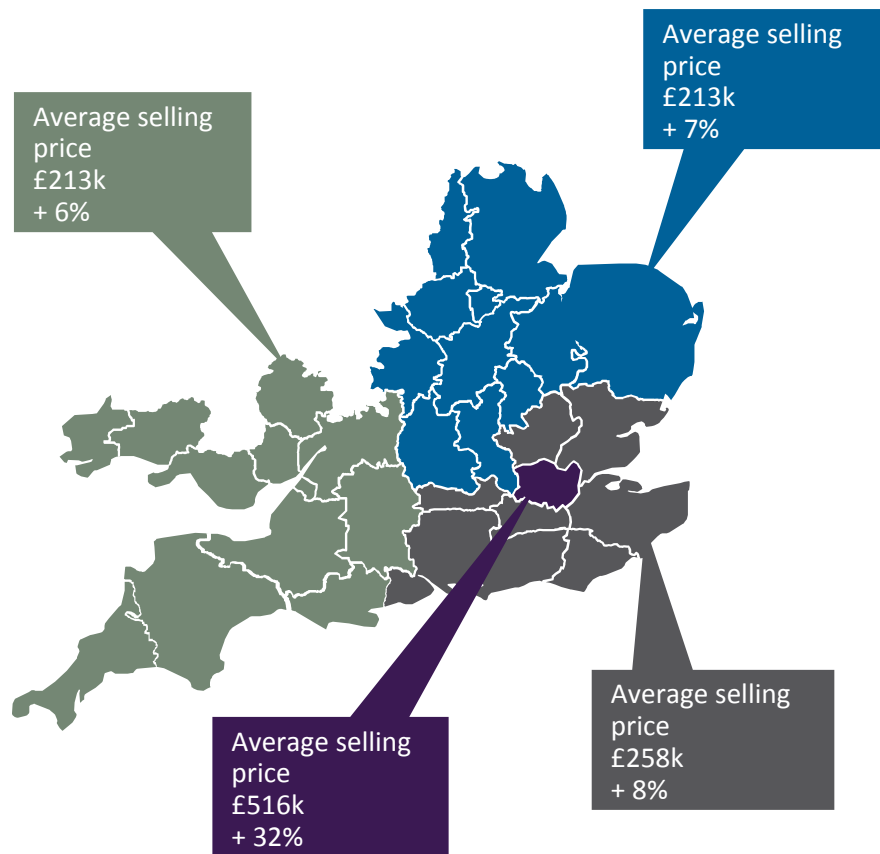 Average selling
price
£213k
+ 7%
Average selling
price
£213k
+ 6%
Average selling
price
£258k
+ 8%
Average selling
price
£516k
+ 32%